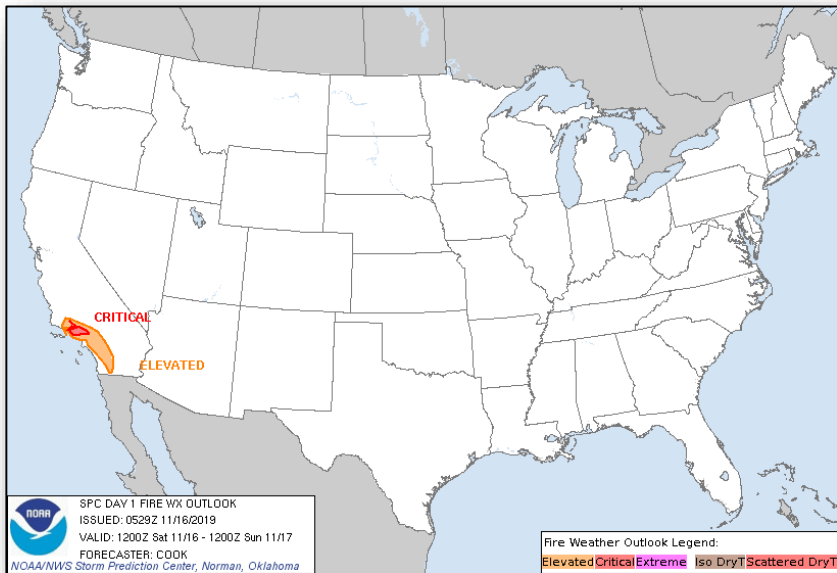 CRITICAL
ELEVATED
NOAA
SPC DAY 1 FIRE WX OUTLOOK
ISSUED: 0529Z 11/16/2019
VALID: 1200Z Sat 11/16 - 1200Z Sun 11/17
FORECASTER: COOK
NOAA/NWS Storm Prediction Center, Norman, Oklahoma
Fire Weather Outlook Legend:
Elevated Critical Extreme Iso DryT Scattered DryT